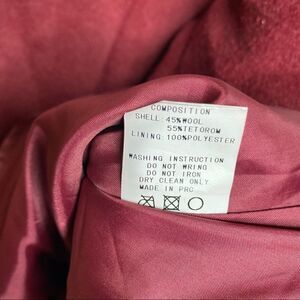 COMPOSITION
SHELL:45%WOOL
55%TETOROM
LINING:100%POLYESTER
WASHING INSTRUCTION
DO NOT WRING
DO NOT IRON
DRY CLEAN ONLY
MADE IN PRC